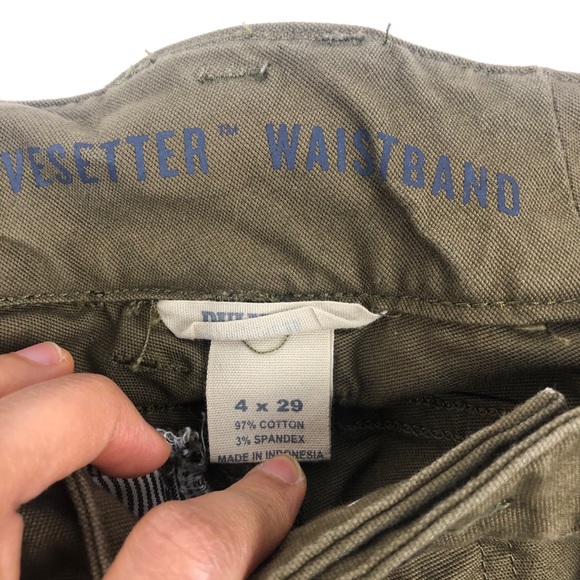 VESETTER™ WAISTBAND
4 x 29
97% COTTON
3% SPANDEX
MADE IN INDONESIA